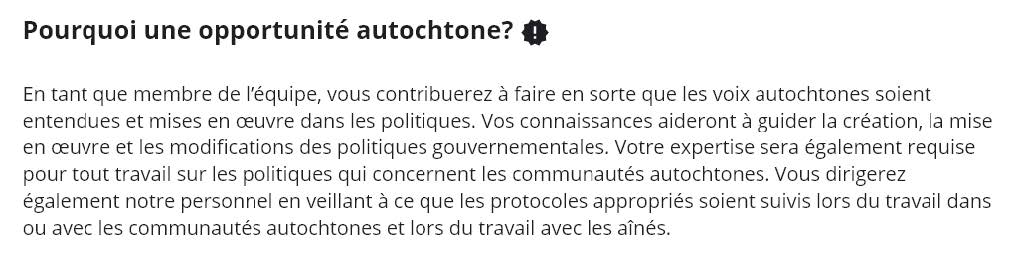 Pourquoi une opportunité autochtone?
En tant que membre de l’équipe, vous contribuerez à faire en sorte que les voix autochtones soient
entendues et mises en œuvre dans les politiques. Vos connaissances aideront à guider la création, la mise
en œuvre et les modifications des politiques gouvernementales. Votre expertise sera également requise
pour tout travail sur les politiques qui concernent les communautés autochtones. Vous dirigerez
également notre personnel en veillant à ce que les protocoles appropriés soient suivis lors du travail dans
ou avec les communautés autochtones et lors du travail avec les aînés.